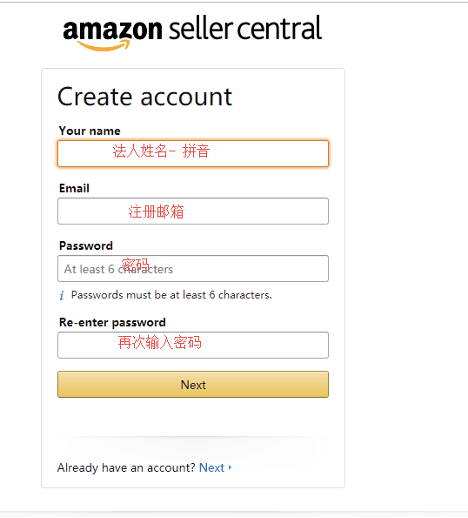 amazon seller central
Create account
Your name
法人姓名- 拼音
Email
注册邮箱
Password
At least 6 characters
密码
i Passwords must be at least 6 characters.
Re-enter password
再次输入密码
Next
Already have an account? Next ‣